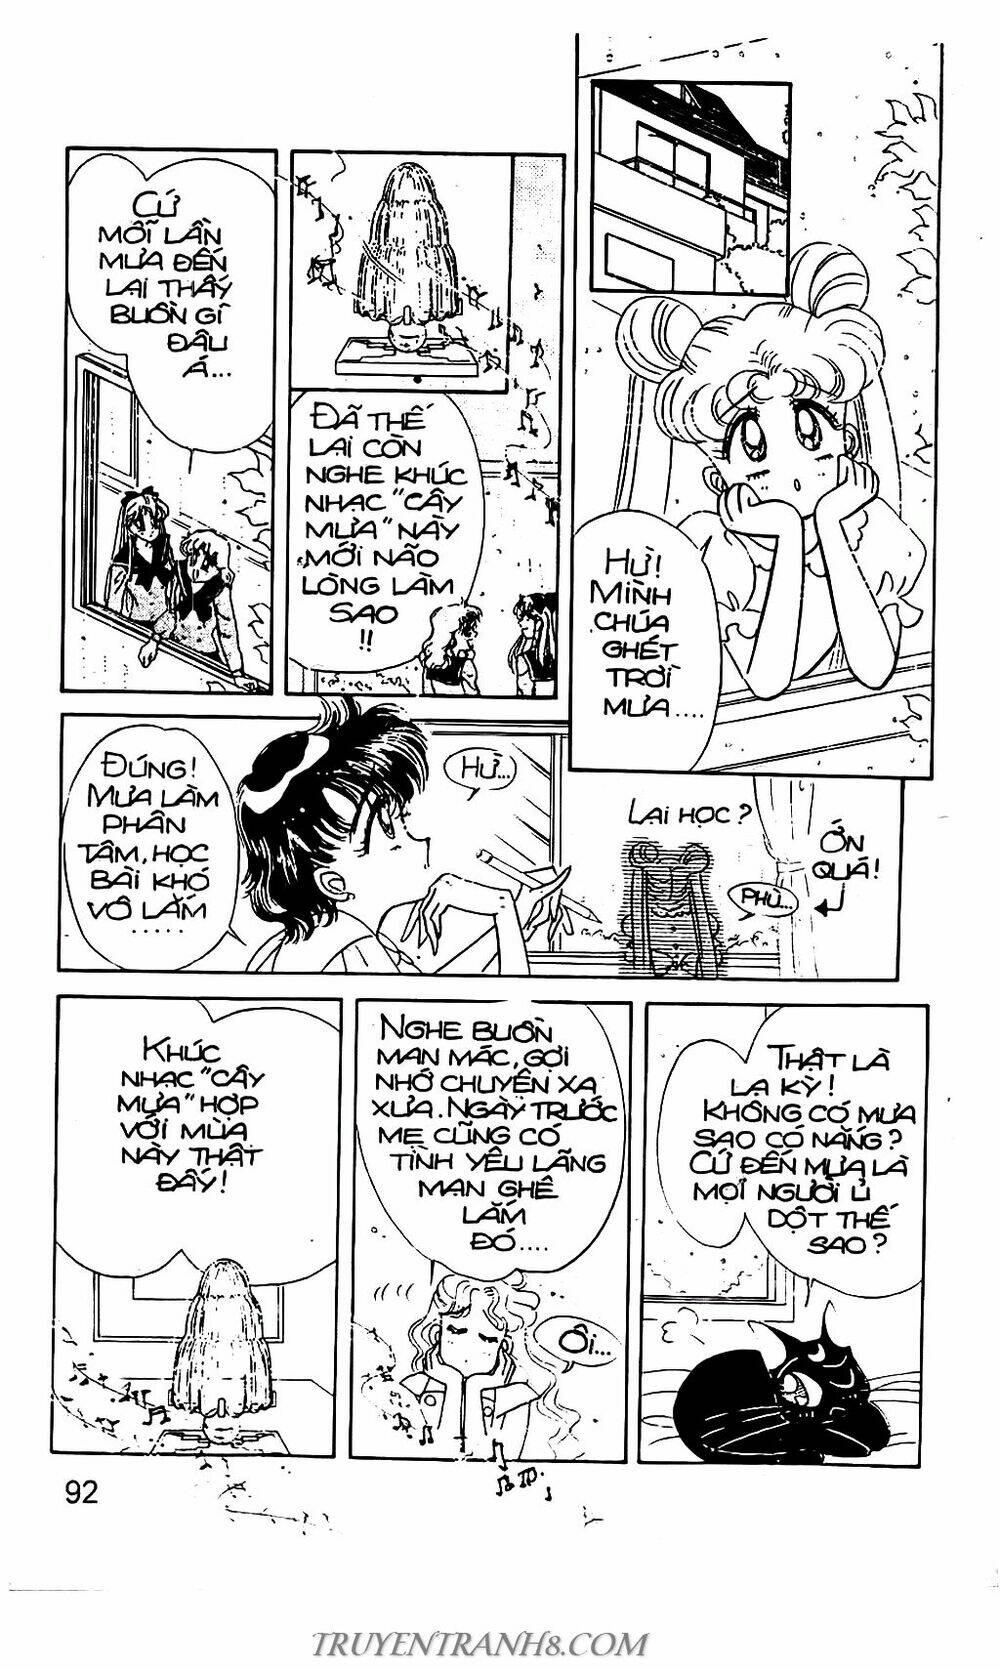 CỨ
MỖI LẦN
MƯA ĐẾN
LẠI THẤY
BUỒN GÌ
ĐÂU
Á...
ĐÃ THẾ
LẠI CÒN
NGHE KHÚC
NHẠC "CÂY
MƯA" NÀY
MỚI NÃO
LÒNG LÀM
SAO
!!
HỪ!
MÌNH
CHÚA
GHÉT
TRỜI
MƯA....
ĐÚNG!
MƯA LÀM
PHÂN
TÂM, HỌC
BÀI KHÓ
VÔ LẮM
.....
HỪ...
LẠI HỌC?
PHÙ...
ỚN
QUÁ!
KHÚC
NHẠC "CÂY
MƯA" HỢP
VỚI MÙA
NÀY THẬT
ĐẤY!
NGHE BUỒN
MAN MÁC, GỢI
NHỚ CHUYỆN XA
XƯA. NGÀY TRƯỚC
MẸ CŨNG CÓ
TÌNH YÊU LÃNG
MẠN GHÊ
LẮM
ĐÓ....
ÔI...
THẬT LÀ
LẠ KỲ!
KHÔNG CÓ MƯA
SAO CÓ NẮNG?
CỨ ĐẾN MƯA LÀ
MỌI NGƯỜI Ủ
DỘT THẾ
SAO?
92
TRUYENTRANH8.COM